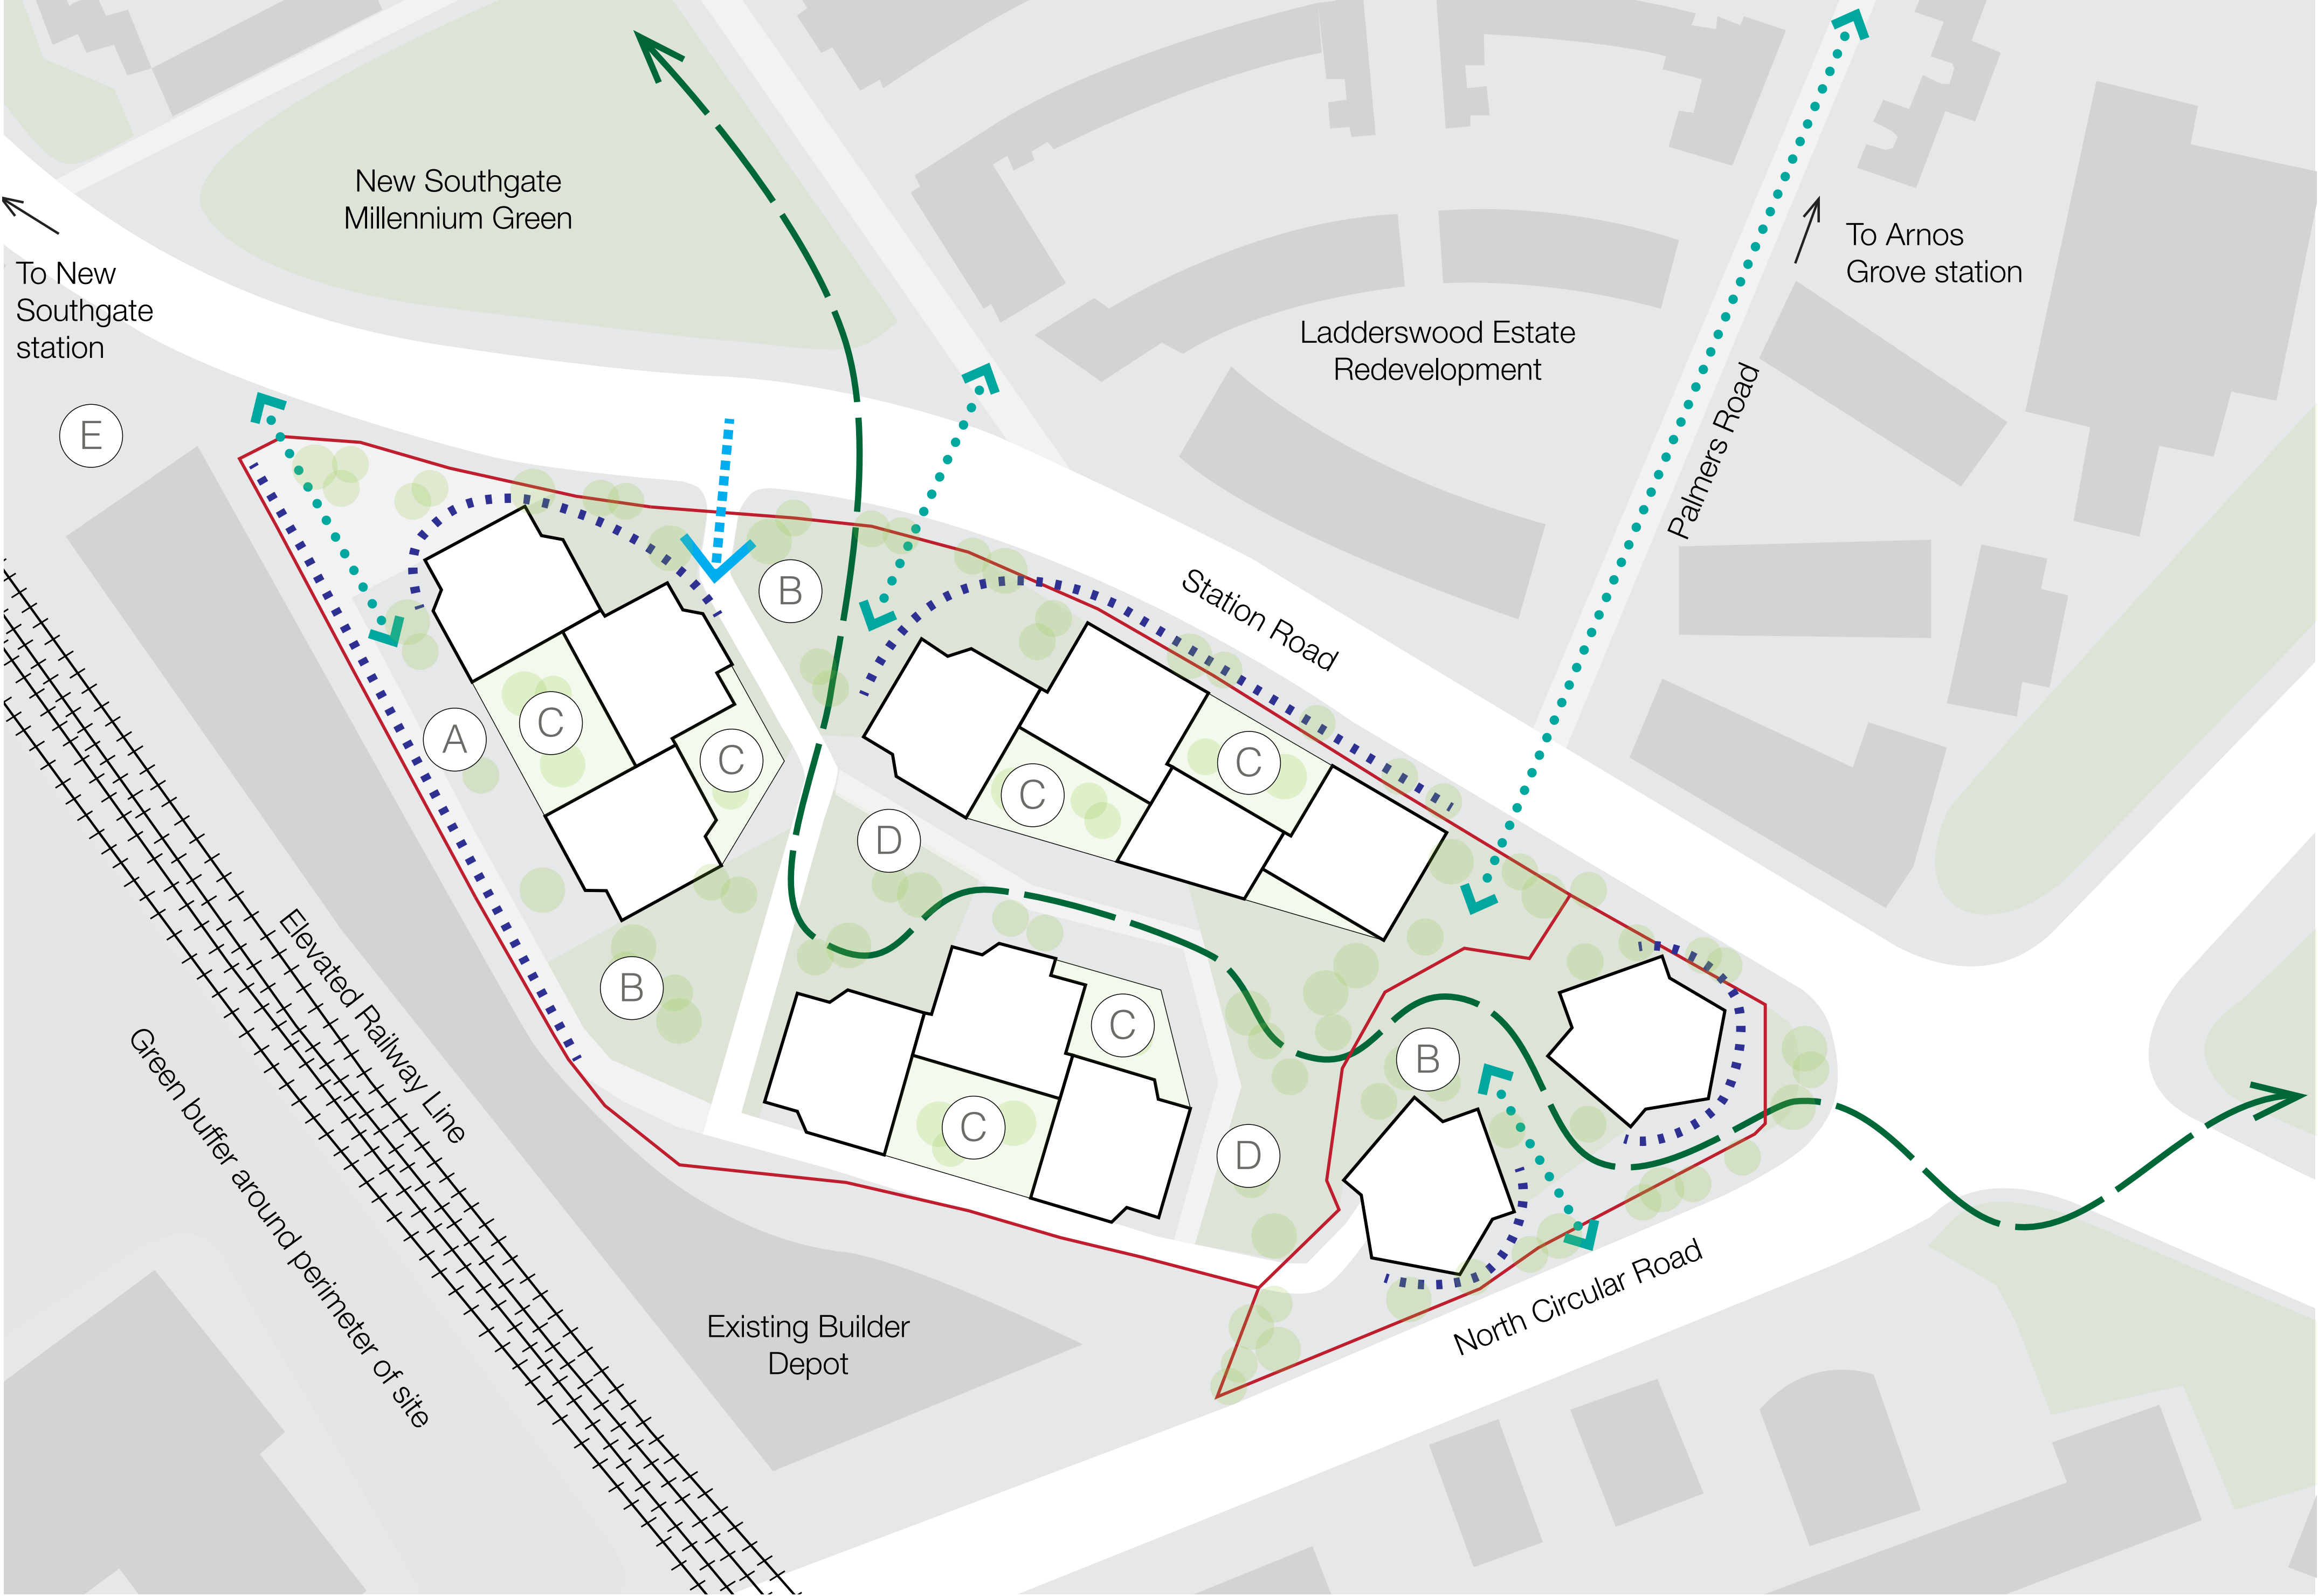 New Southgate
Millennium Green
To New
Southgate
station
To Arnos
Grove station
Ladderswood Estate
Redevelopment
Palmers Road
E
Station Road
B
A
C
C
C
C
D
B
C
C
B
D
Elevated Railway Line
Green buffer around perimeter of site
Existing Builder
Depot
North Circular Road